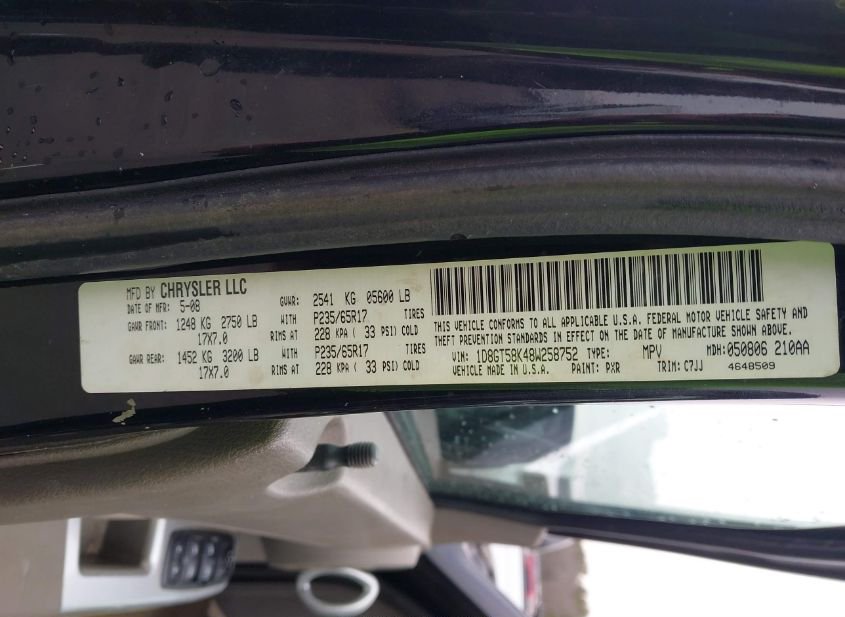 MFD BY CHRYSLER LLC
DATE OF MFR: 5-08 GVWR: 2541 KG 05600 LB
GAWR FRONT: 1248 KG 2750 LB WITH P235/65R17 TIRES
17X7.0 RIMS AT 228 KPA ( 33 PSI) COLD
GAWR REAR: 1452 KG 3200 LB WITH P235/65R17 TIRES
17X7.0 RIMS AT 228 KPA ( 33 PSI) COLD
THIS VEHICLE CONFORMS TO ALL APPLICABLE U.S.A. FEDERAL MOTOR VEHICLE SAFETY AND
THEFT PREVENTION STANDARDS IN EFFECT ON THE DATE OF MANUFACTURE SHOWN ABOVE.
VIN: 1D8GT58K48W258752 TYPE: MPV MDH: 050806 210AA
VEHICLE MADE IN U.S.A. PAINT: PXR TRIM: C7JJ 4648509